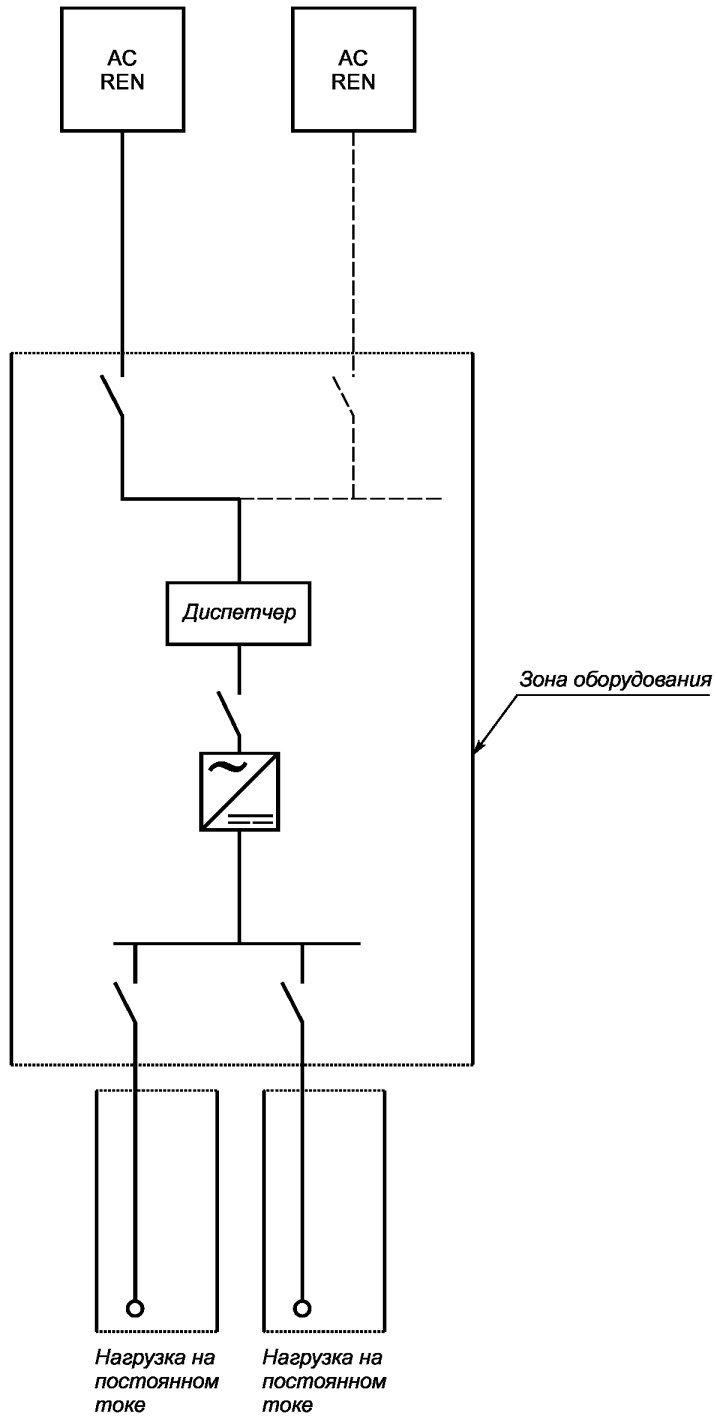 AC
REN
AC
REN
Диспетчер
Зона оборудования
Нагрузка на
постоянном
токе
Нагрузка на
постоянном
токе